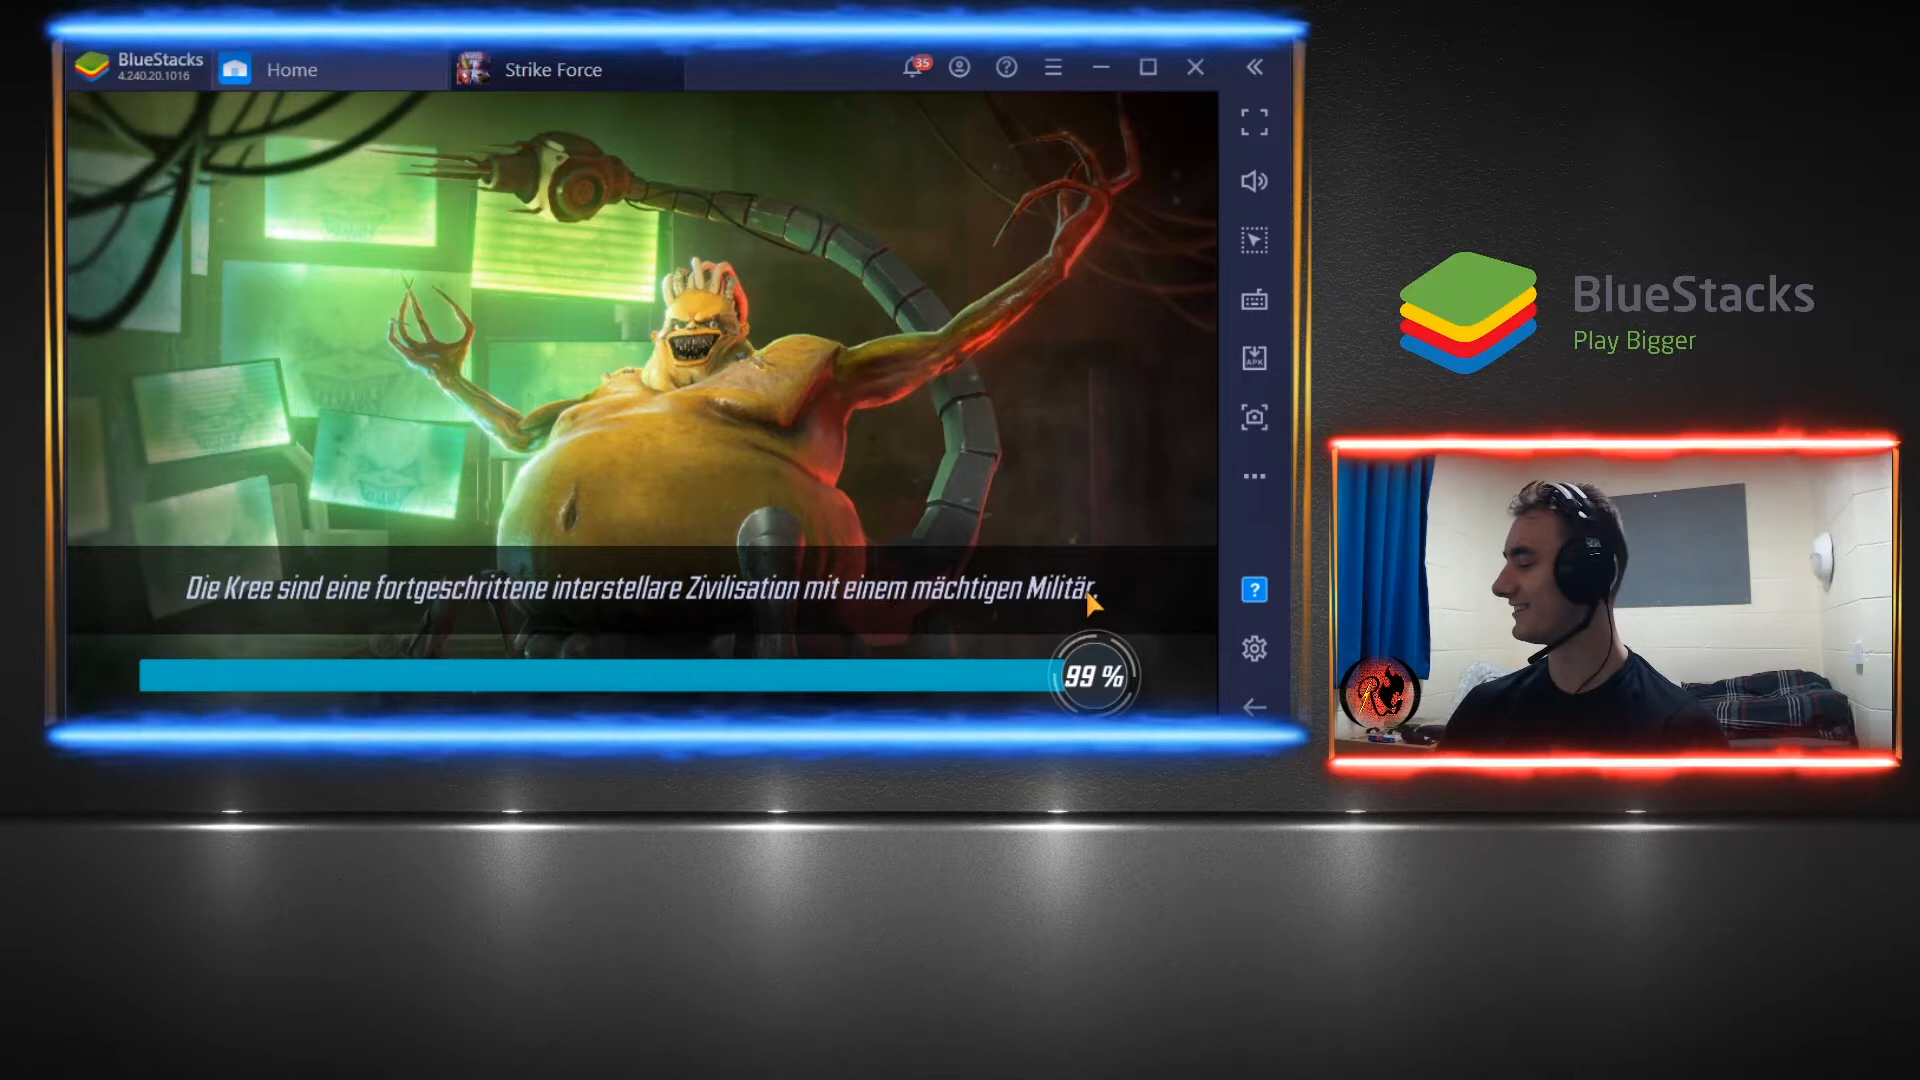 BlueStacks
4.240.20.1016
Home
Strike Force
35
APK
BlueStacks
Play Bigger
Die Kree sind eine fortgeschrittene interstellare Zivilisation mit einem mächtigen Militär.
?
99 %